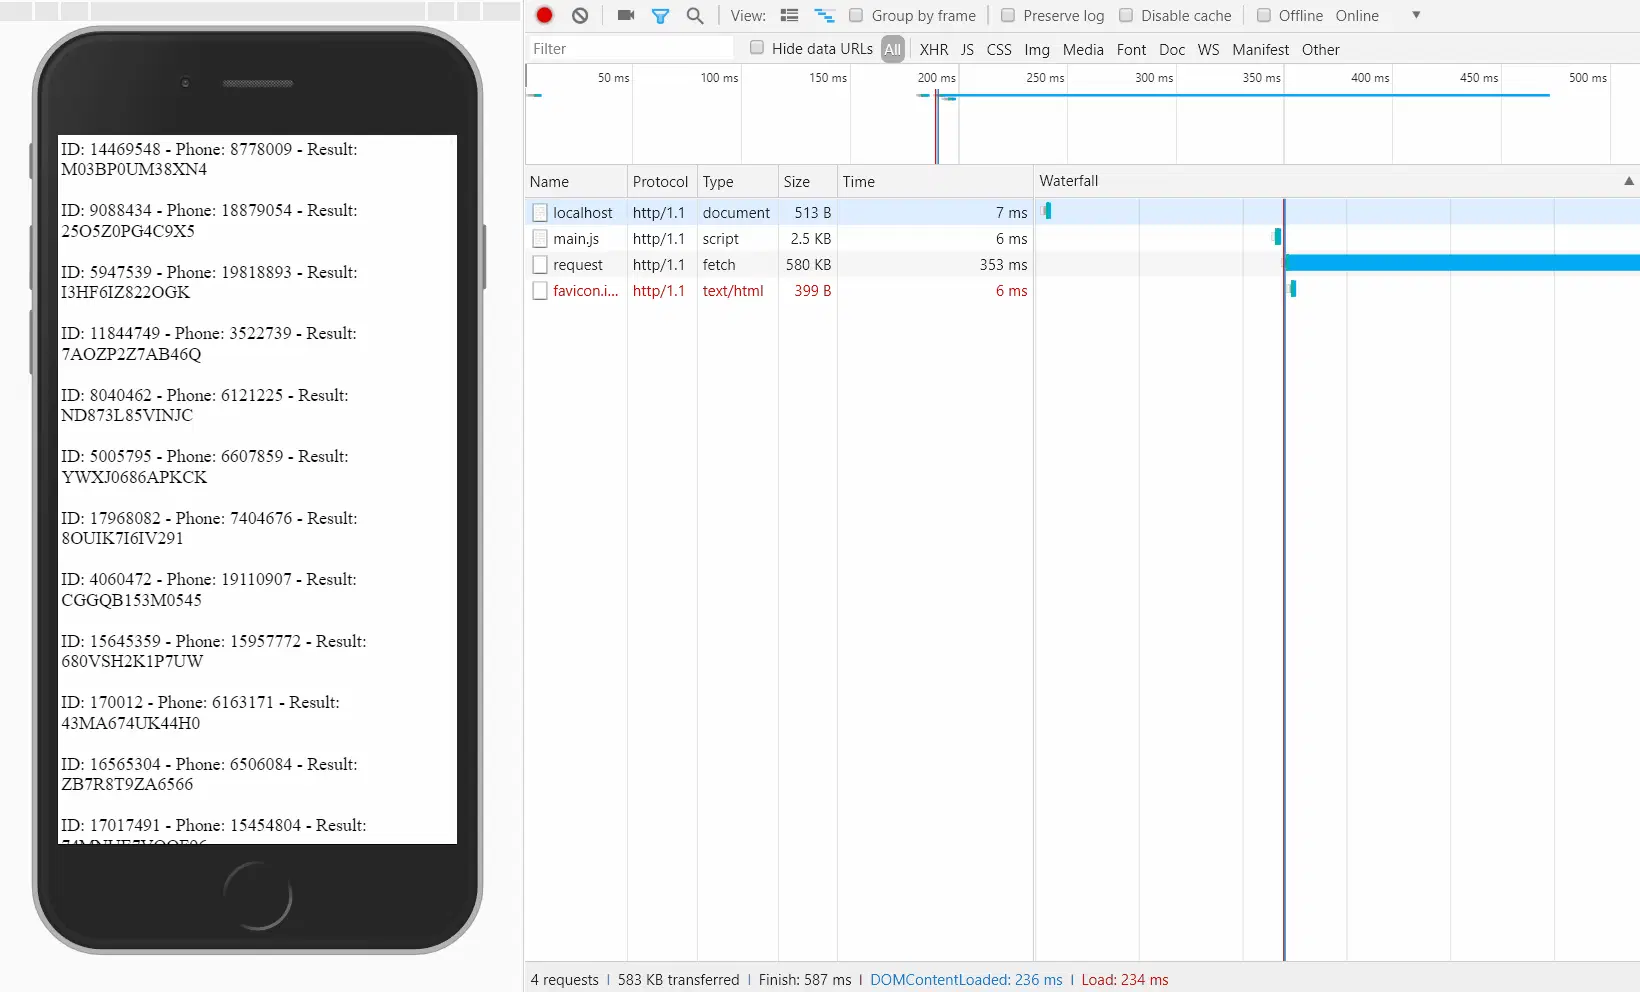 ID: 14469548 - Phone: 8778009 - Result:
M03BP0UM38XN4
ID: 9088434 - Phone: 18879054 - Result:
25O5Z0PG4C9X5
ID: 5947539 - Phone: 19818893 - Result:
I3HF6IZ822OGK
ID: 11844749 - Phone: 3522739 - Result:
7AOZP2Z7AB46Q
ID: 8040462 - Phone: 6121225 - Result:
ND873L85VINJC
ID: 5005795 - Phone: 6607859 - Result:
YWXJ0686APKCK
ID: 17968082 - Phone: 7404676 - Result:
8OUIK7I6IV291
ID: 4060472 - Phone: 19110907 - Result:
CGGQB153M0545
ID: 15645359 - Phone: 15957772 - Result:
680VSH2K1P7UW
ID: 170012 - Phone: 6163171 - Result:
43MA674UK44H0
ID: 16565304 - Phone: 6506084 - Result:
ZB7R8T9ZA6566
ID: 17017491 - Phone: 15454804 - Result:
View: Group by frame Preserve log Disable cache Offline Online
Filter Hide data URLs All XHR JS CSS Img Media Font Doc WS Manifest Other
50 ms 100 ms 150 ms 200 ms 250 ms 300 ms 350 ms 400 ms 450 ms 500 ms
Name Protocol Type Size Time Waterfall
localhost http/1.1 document 513 B 7 ms
main.js http/1.1 script 2.5 KB 6 ms
request http/1.1 fetch 580 KB 353 ms
favicon.i... http/1.1 text/html 399 B 6 ms
4 requests | 583 KB transferred | Finish: 587 ms | DOMContentLoaded: 236 ms | Load: 234 ms